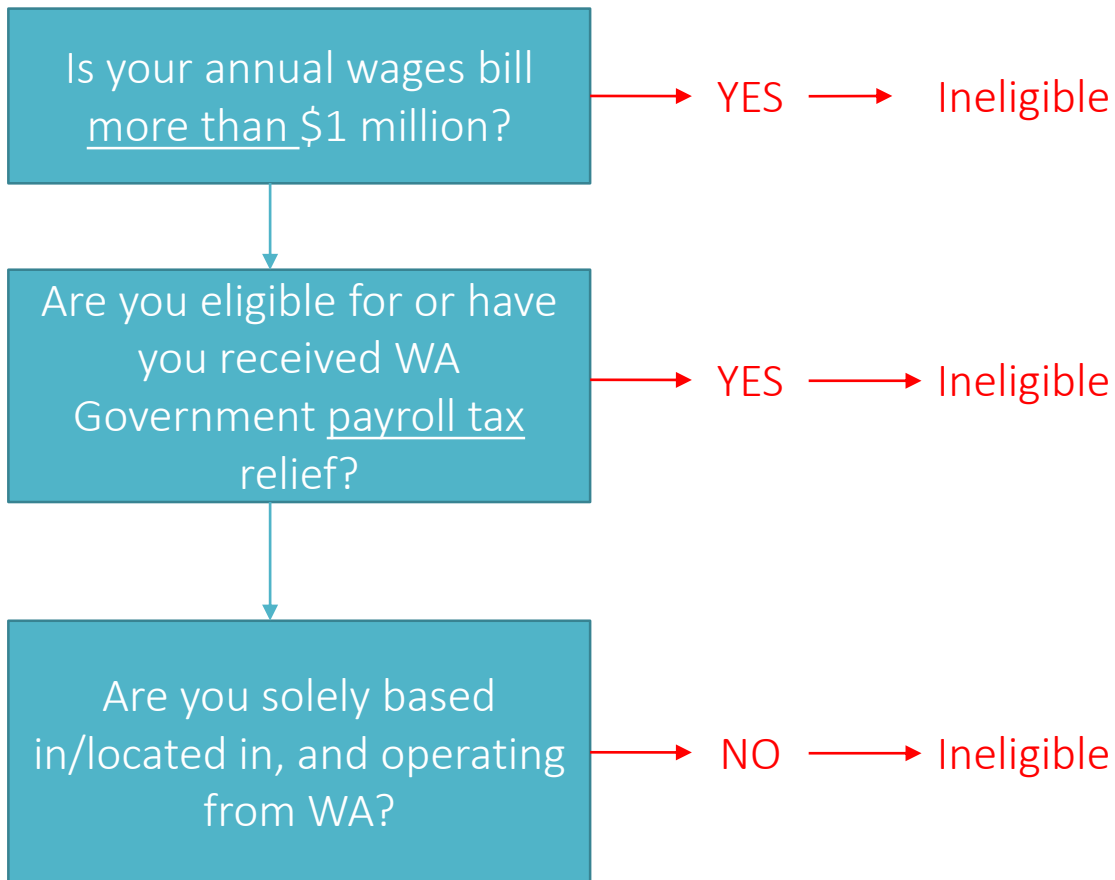 Is your annual wages bill
more than $1 million?
YES
Ineligible
Are you eligible for or have
you received WA
Government payroll tax
relief?
YES
Ineligible
Are you solely based
in/located in, and operating
from WA?
NO
Ineligible